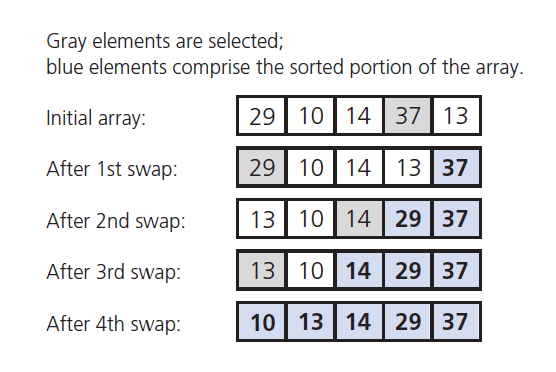 Gray elements are selected;
blue elements comprise the sorted portion of the array.
Initial array: 29 10 14 37 13
After 1st swap: 29 10 14 13 37
After 2nd swap: 13 10 14 29 37
After 3rd swap: 13 10 14 29 37
After 4th swap: 10 13 14 29 37